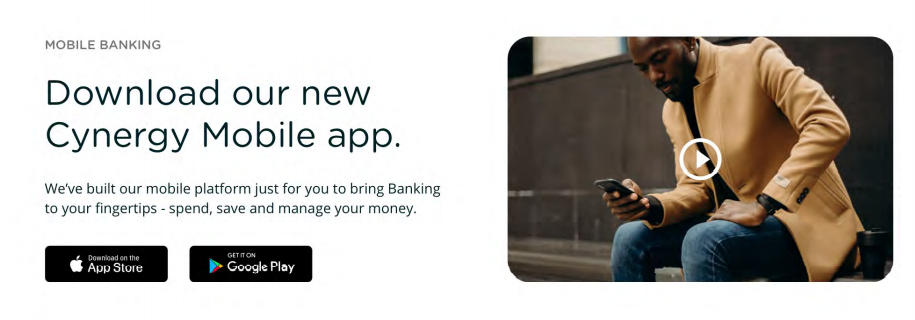 MOBILE BANKING
Download our new
Cynergy Mobile app.
We've built our mobile platform just for you to bring Banking
to your fingertips - spend, save and manage your money.
Download on the
App Store
GET IT ON
Google Play